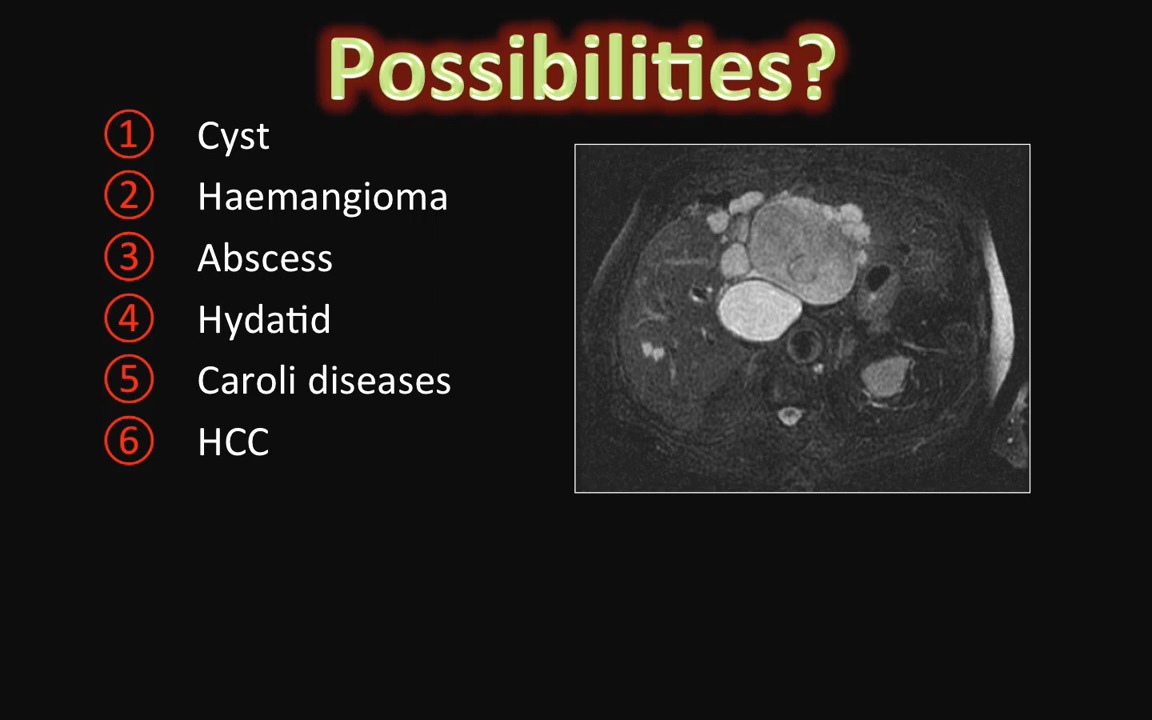 Possibilities?
① Cyst
② Haemangioma
③ Abscess
④ Hydatid
⑤ Caroli diseases
⑥ HCC